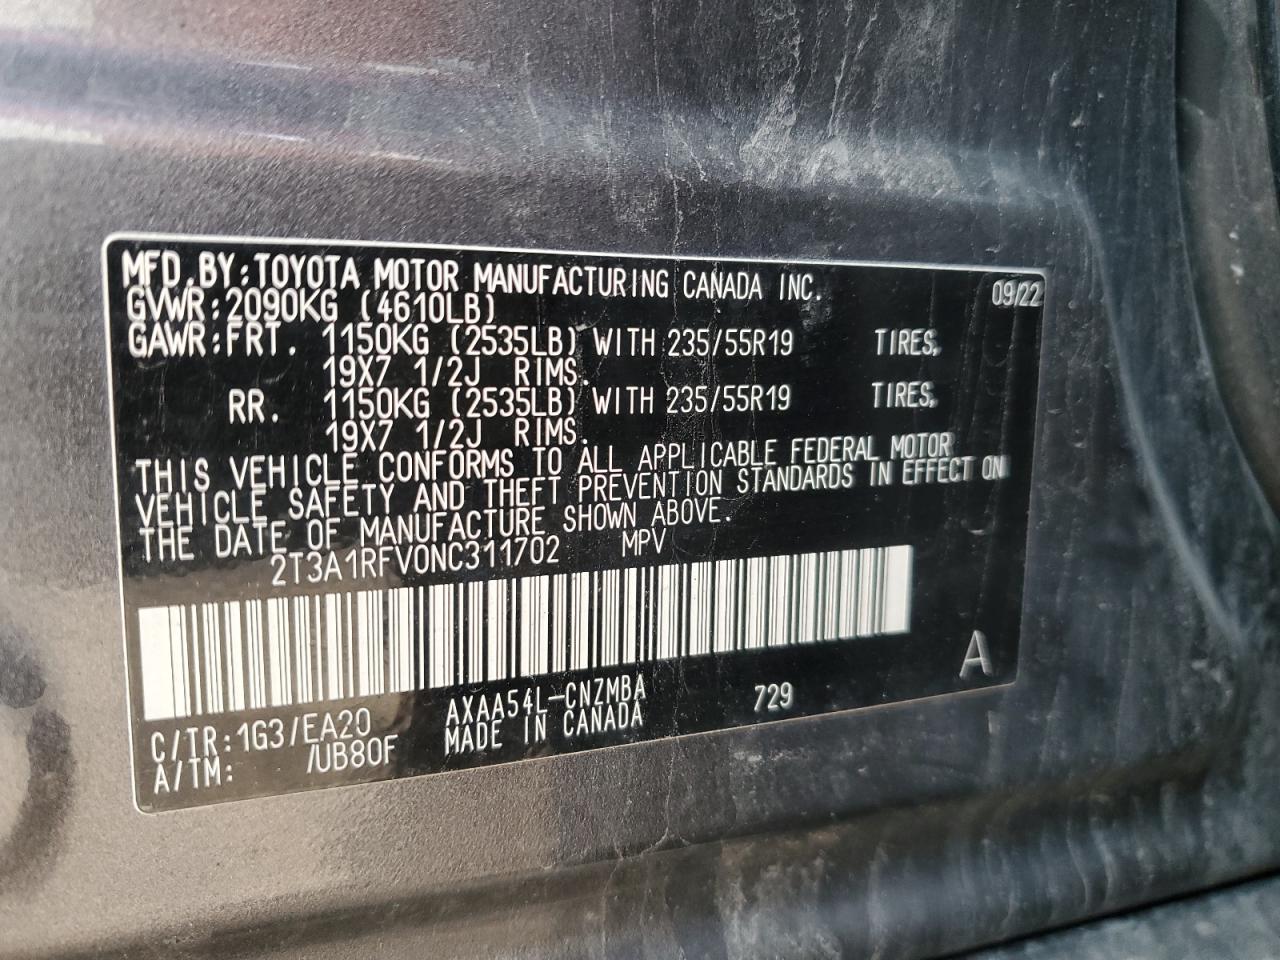 MFD.BY:TOYOTA MOTOR MANUFACTURING CANADA INC. 09/22
GVWR:2090KG (4610LB)
GAWR:FRT. 1150KG (2535LB) WITH 235/55R19 TIRES,
19X7 1/2J RIMS.
RR. 1150KG (2535LB) WITH 235/55R19 TIRES,
19X7 1/2J RIMS.
THIS VEHICLE CONFORMS TO ALL APPLICABLE FEDERAL MOTOR
VEHICLE SAFETY AND THEFT PREVENTION STANDARDS IN EFFECT ON
THE DATE OF MANUFACTURE SHOWN ABOVE.
2T3A1RFV0NC311702 MPV
A
C/TR:1G3/EA20 AXAA54L-CNZMBA 729
A/TM: /UB80F MADE IN CANADA